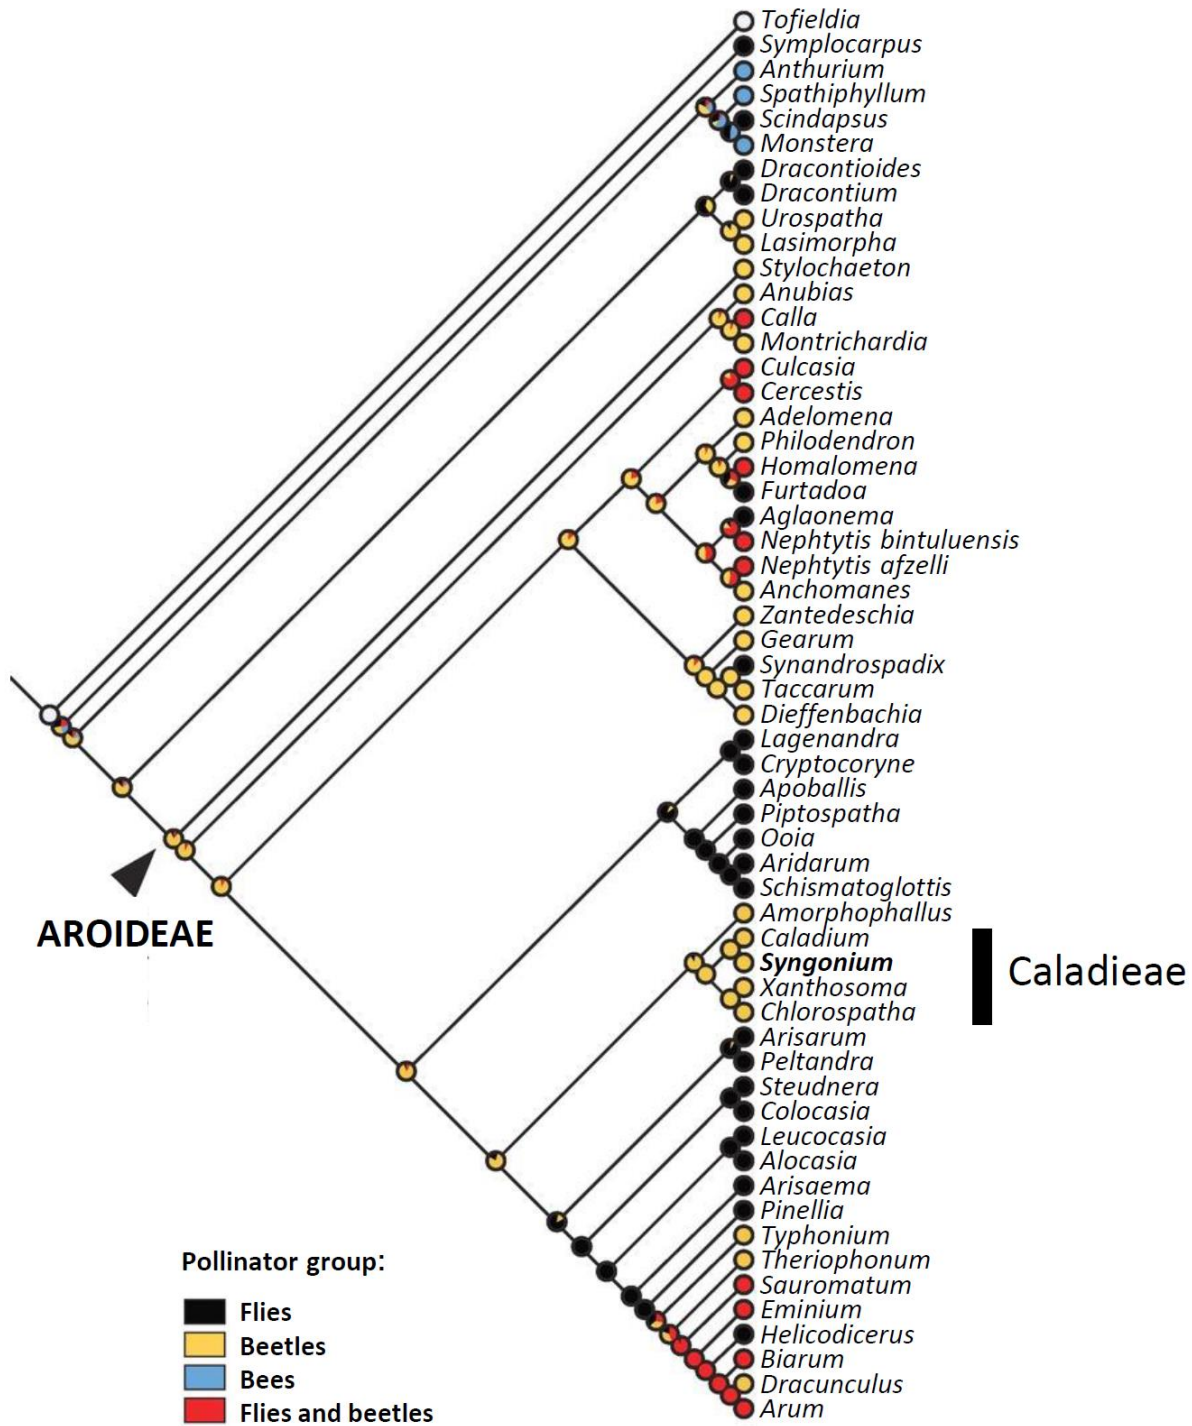 Tofieldia
Symplocarpus
Anthurium
Spathiphyllum
Scindapsus
Monstera
Dracontioides
Dracontium
Urospatha
Lasimorpha
Stylochaeton
Anubias
Calla
Montrichardia
Culcasia
Cercestis
Adelomena
Philodendron
Homalomena
Furtadoa
Aglaonema
Nephtytis bintuluensis
Nephtytis afzelli
Anchomanes
Zantedeschia
Gearum
Synandrospadix
Taccarum
Dieffenbachia
Lagenandra
Cryptocoryne
Apoballis
Piptospatha
Ooia
Aridarum
Schismatoglottis
Amorphophallus
Caladium
Syngonium
Xanthosoma
Chlorospatha
Arisarum
Peltandra
Steudnera
Colocasia
Leucocasia
Alocasia
Arisaema
Pinellia
Typhonium
Theriophonum
Sauromatum
Eminium
Helicodicerus
Biarum
Dracunculus
Arum
Caladieae
AROIDEAE
Pollinator group:
Flies
Beetles
Bees
Flies and beetles